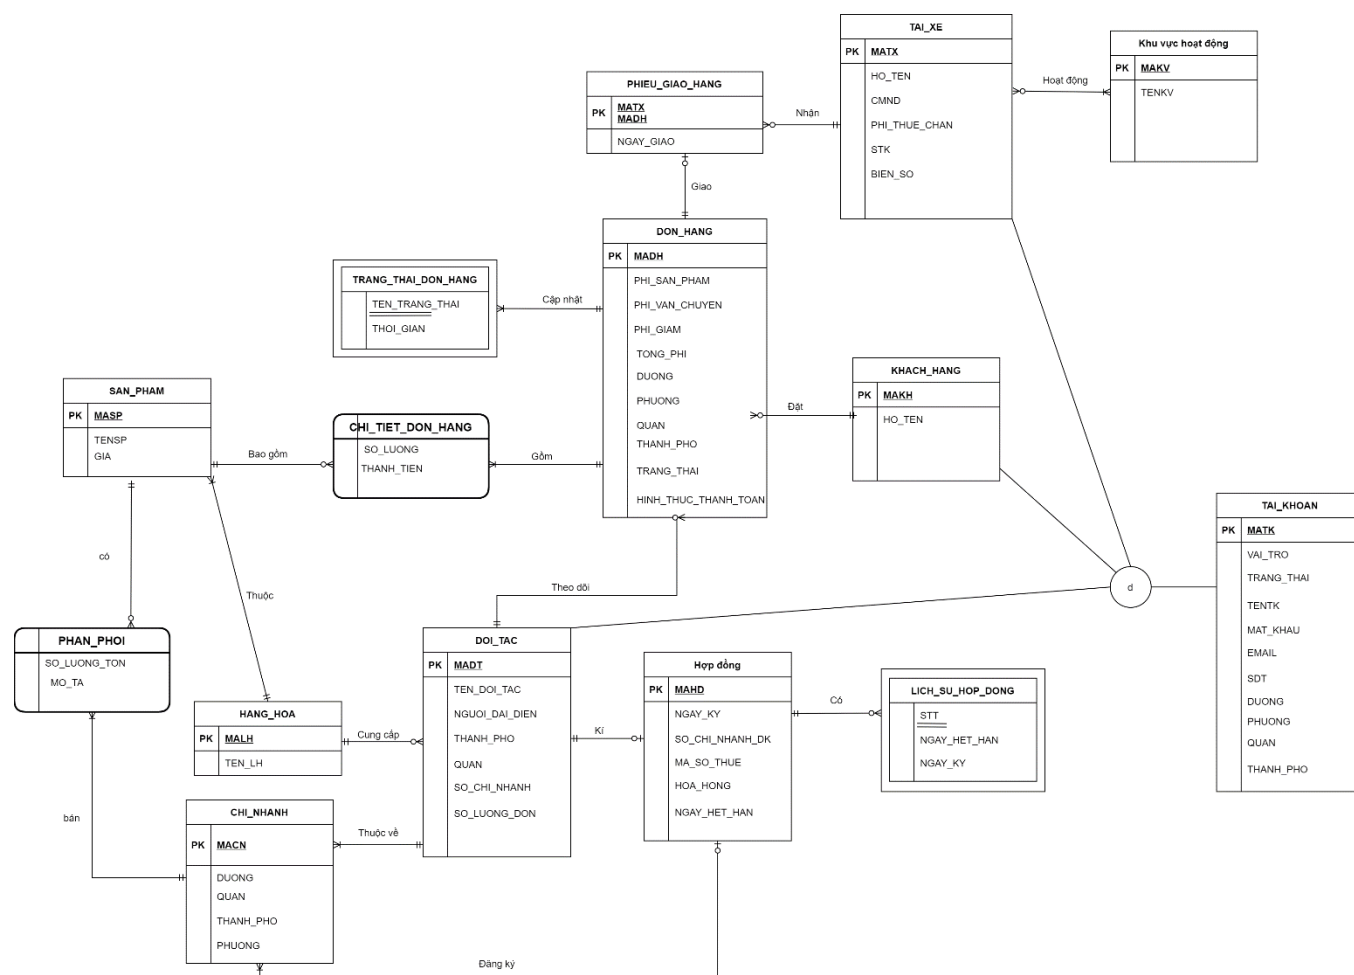 TAI_XE
PK MATX
HO_TEN
CMND
PHI_THUE_CHAN
STK
BIEN_SO
Khu vực hoạt động
PK MAKV
TENKV
Hoạt động
PHIEU_GIAO_HANG
PK MATX
MADH
NGAY_GIAO
Nhận
Giao
DON_HANG
PK MADH
PHI_SAN_PHAM
PHI_VAN_CHUYEN
PHI_GIAM
TONG_PHI
DUONG
PHUONG
QUAN
THANH_PHO
TRANG_THAI
HINH_THUC_THANH_TOAN
TRANG_THAI_DON_HANG
TEN_TRANG_THAI
THOI_GIAN
Cập nhật
KHACH_HANG
PK MAKH
HO_TEN
Đặt
SAN_PHAM
PK MASP
TENSP
GIA
Bao gồm
CHI_TIET_DON_HANG
SO_LUONG
THANH_TIEN
Gồm
TAI_KHOAN
PK MATK
VAI_TRO
TRANG_THAI
TENTK
MAT_KHAU
EMAIL
SDT
DUONG
PHUONG
QUAN
THANH_PHO
d
có
Thuộc
Theo dõi
PHAN_PHOI
SO_LUONG_TON
MO_TA
DOI_TAC
PK MADT
TEN_DOI_TAC
NGUOI_DAI_DIEN
THANH_PHO
QUAN
SO_CHI_NHANH
SO_LUONG_DON
Hợp đồng
PK MAHD
NGAY_KY
SO_CHI_NHANH_DK
MA_SO_THUE
HOA_HONG
NGAY_HET_HAN
Có
LICH_SU_HOP_DONG
STT
NGAY_HET_HAN
NGAY_KY
HANG_HOA
PK MALH
TEN_LH
Cung cấp
Kí
CHI_NHANH
PK MACN
DUONG
QUAN
THANH_PHO
PHUONG
Thuộc về
bán
Đăng ký